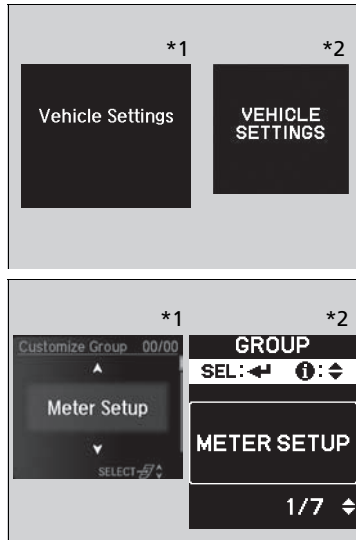 *1 *2
Vehicle Settings
VEHICLE
SETTINGS
*1 *2
Customize Group 00/00
Meter Setup
SELECT
GROUP
SEL:
METER SETUP
1/7